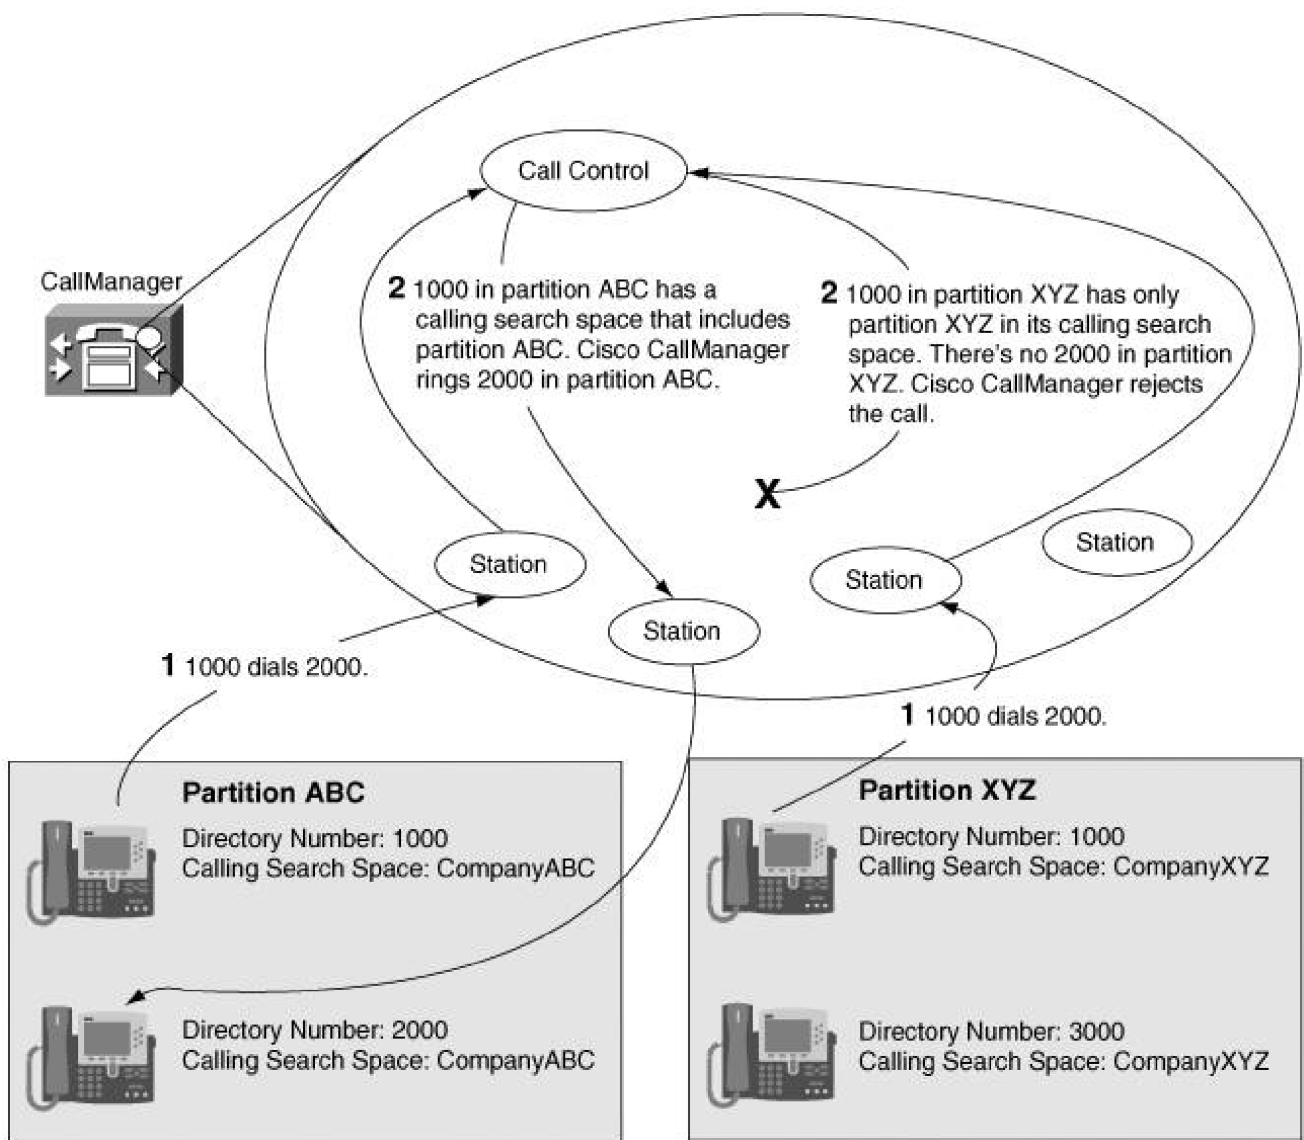 Call Control
CallManager
2 1000 in partition ABC has a
calling search space that includes
partition ABC. Cisco CallManager
rings 2000 in partition ABC.
2 1000 in partition XYZ has only
partition XYZ in its calling search
space. There's no 2000 in partition
XYZ. Cisco CallManager rejects
the call.
X
Station
Station
Station
Station
1 1000 dials 2000.
1 1000 dials 2000.
Partition ABC
Directory Number: 1000
Calling Search Space: CompanyABC
Directory Number: 2000
Calling Search Space: CompanyABC
Partition XYZ
Directory Number: 1000
Calling Search Space: CompanyXYZ
Directory Number: 3000
Calling Search Space: CompanyXYZ